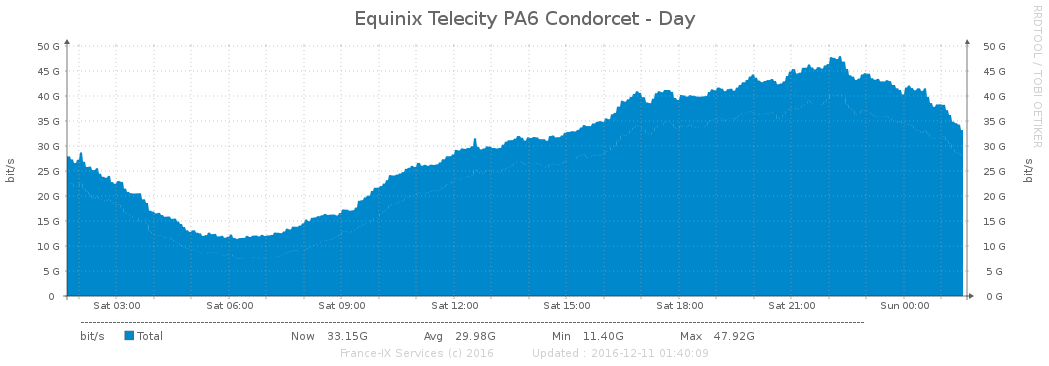 Equinix Telecity PA6 Condorcet - Day
RRDTOOL / TOBI OETIKER
50 G 50 G
45 G 45 G
40 G 40 G
35 G 35 G
30 G 30 G
25 G 25 G
20 G 20 G
15 G 15 G
10 G 10 G
5 G 5 G
0 0 G
bit/s
bit/s
Sat 03:00 Sat 06:00 Sat 09:00 Sat 12:00 Sat 15:00 Sat 18:00 Sat 21:00 Sun 00:00
bit/s Total Now 33.15G Avg 29.98G Min 11.40G Max 47.92G
France-IX Services (c) 2016 Updated : 2016-12-11 01:40:09